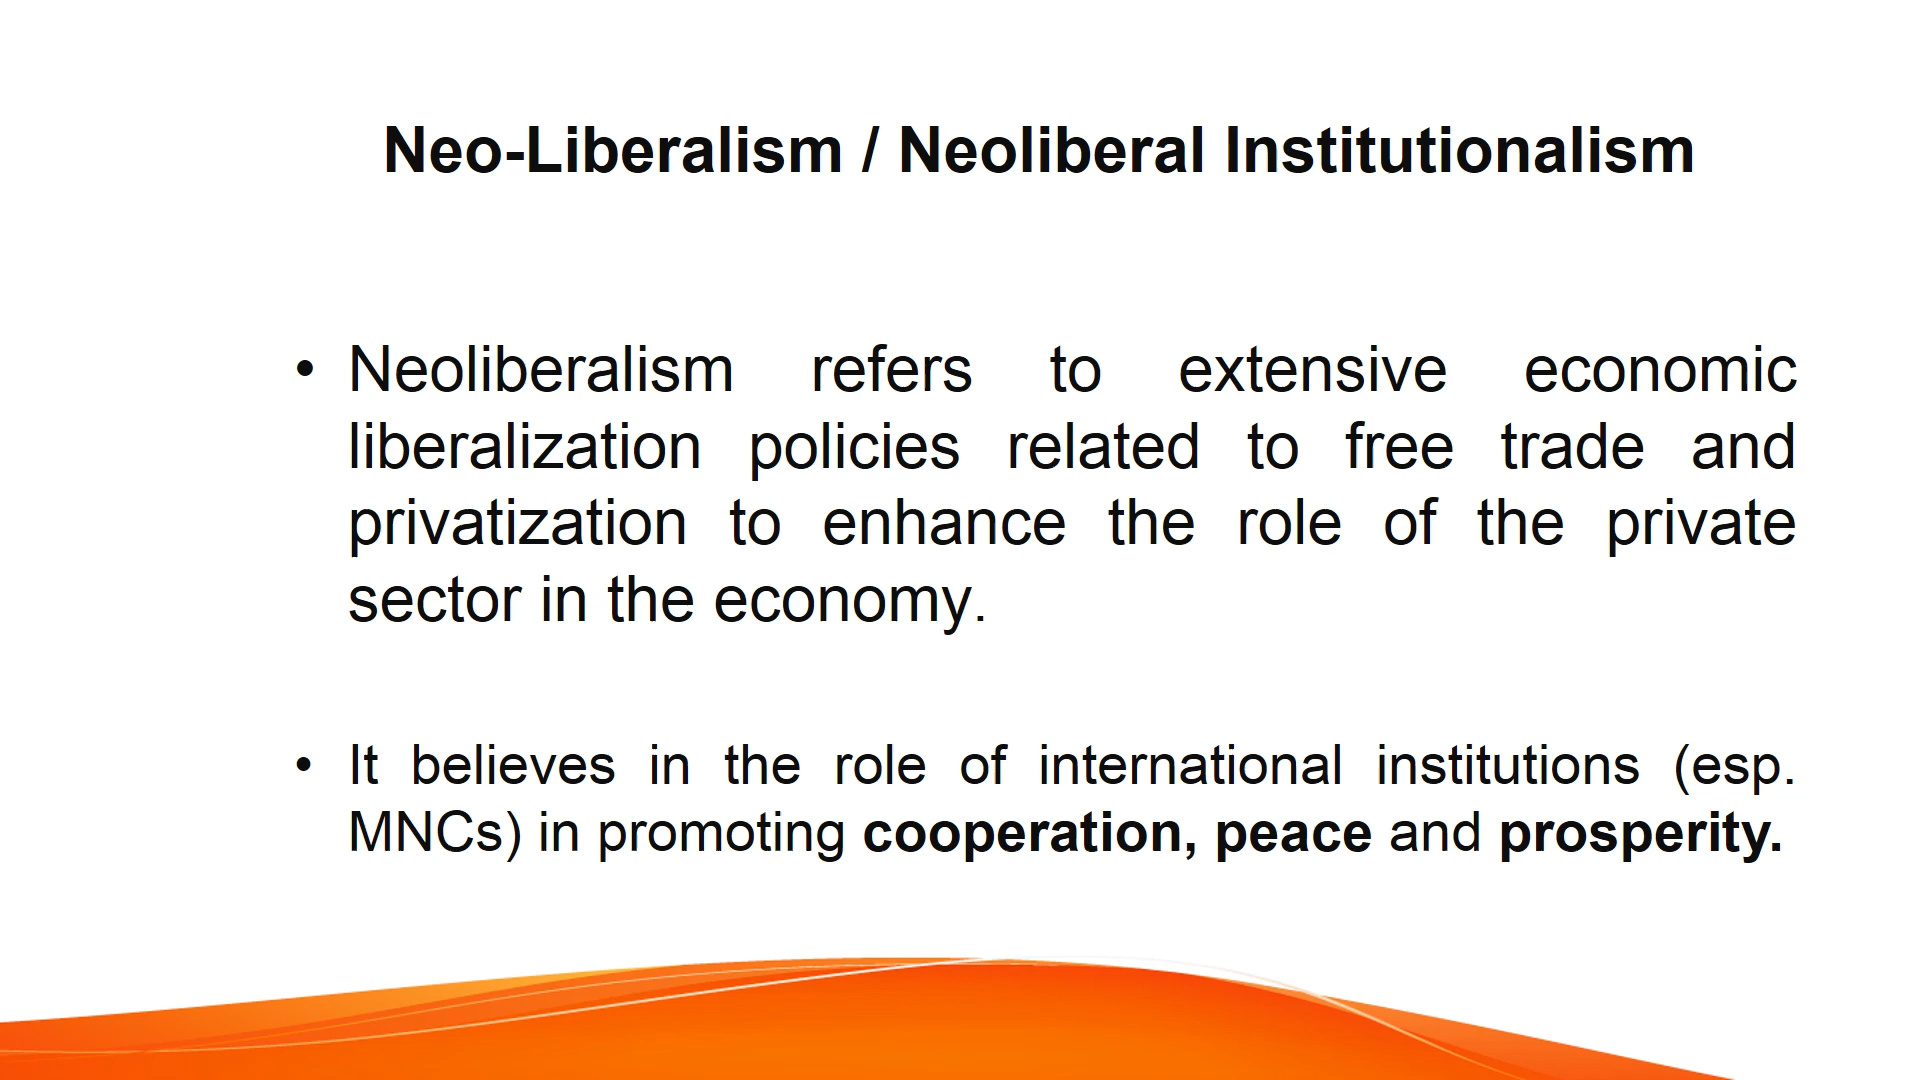 Neo-Liberalism / Neoliberal Institutionalism
• Neoliberalism refers to extensive economic
liberalization policies related to free trade and
privatization to enhance the role of the private
sector in the economy.
• It believes in the role of international institutions (esp.
MNCs) in promoting cooperation, peace and prosperity.